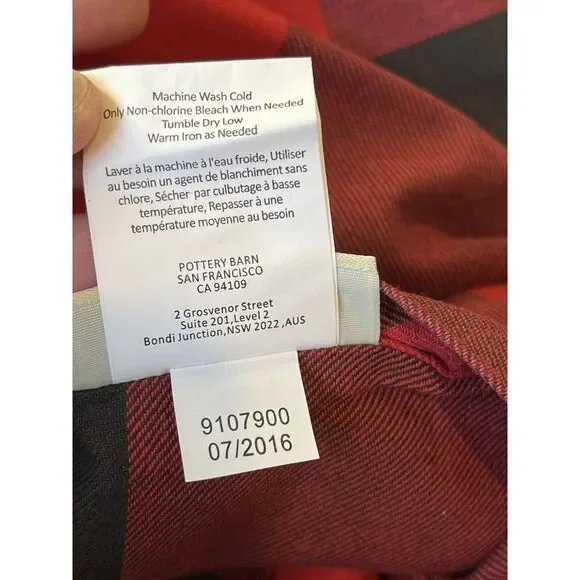 Machine Wash Cold
Only Non-chlorine Bleach When Needed
Tumble Dry Low
Warm Iron as Needed
Laver à la machine à l'eau froide, Utiliser
au besoin un agent de blanchiment sans
chlore, Sécher par culbutage à basse
température, Repasser à une
température moyenne au besoin
POTTERY BARN
SAN FRANCISCO
CA 94109
2 Grosvenor Street
Suite 201,Level 2
Bondi Junction,NSW 2022 ,AUS
9107900
07/2016